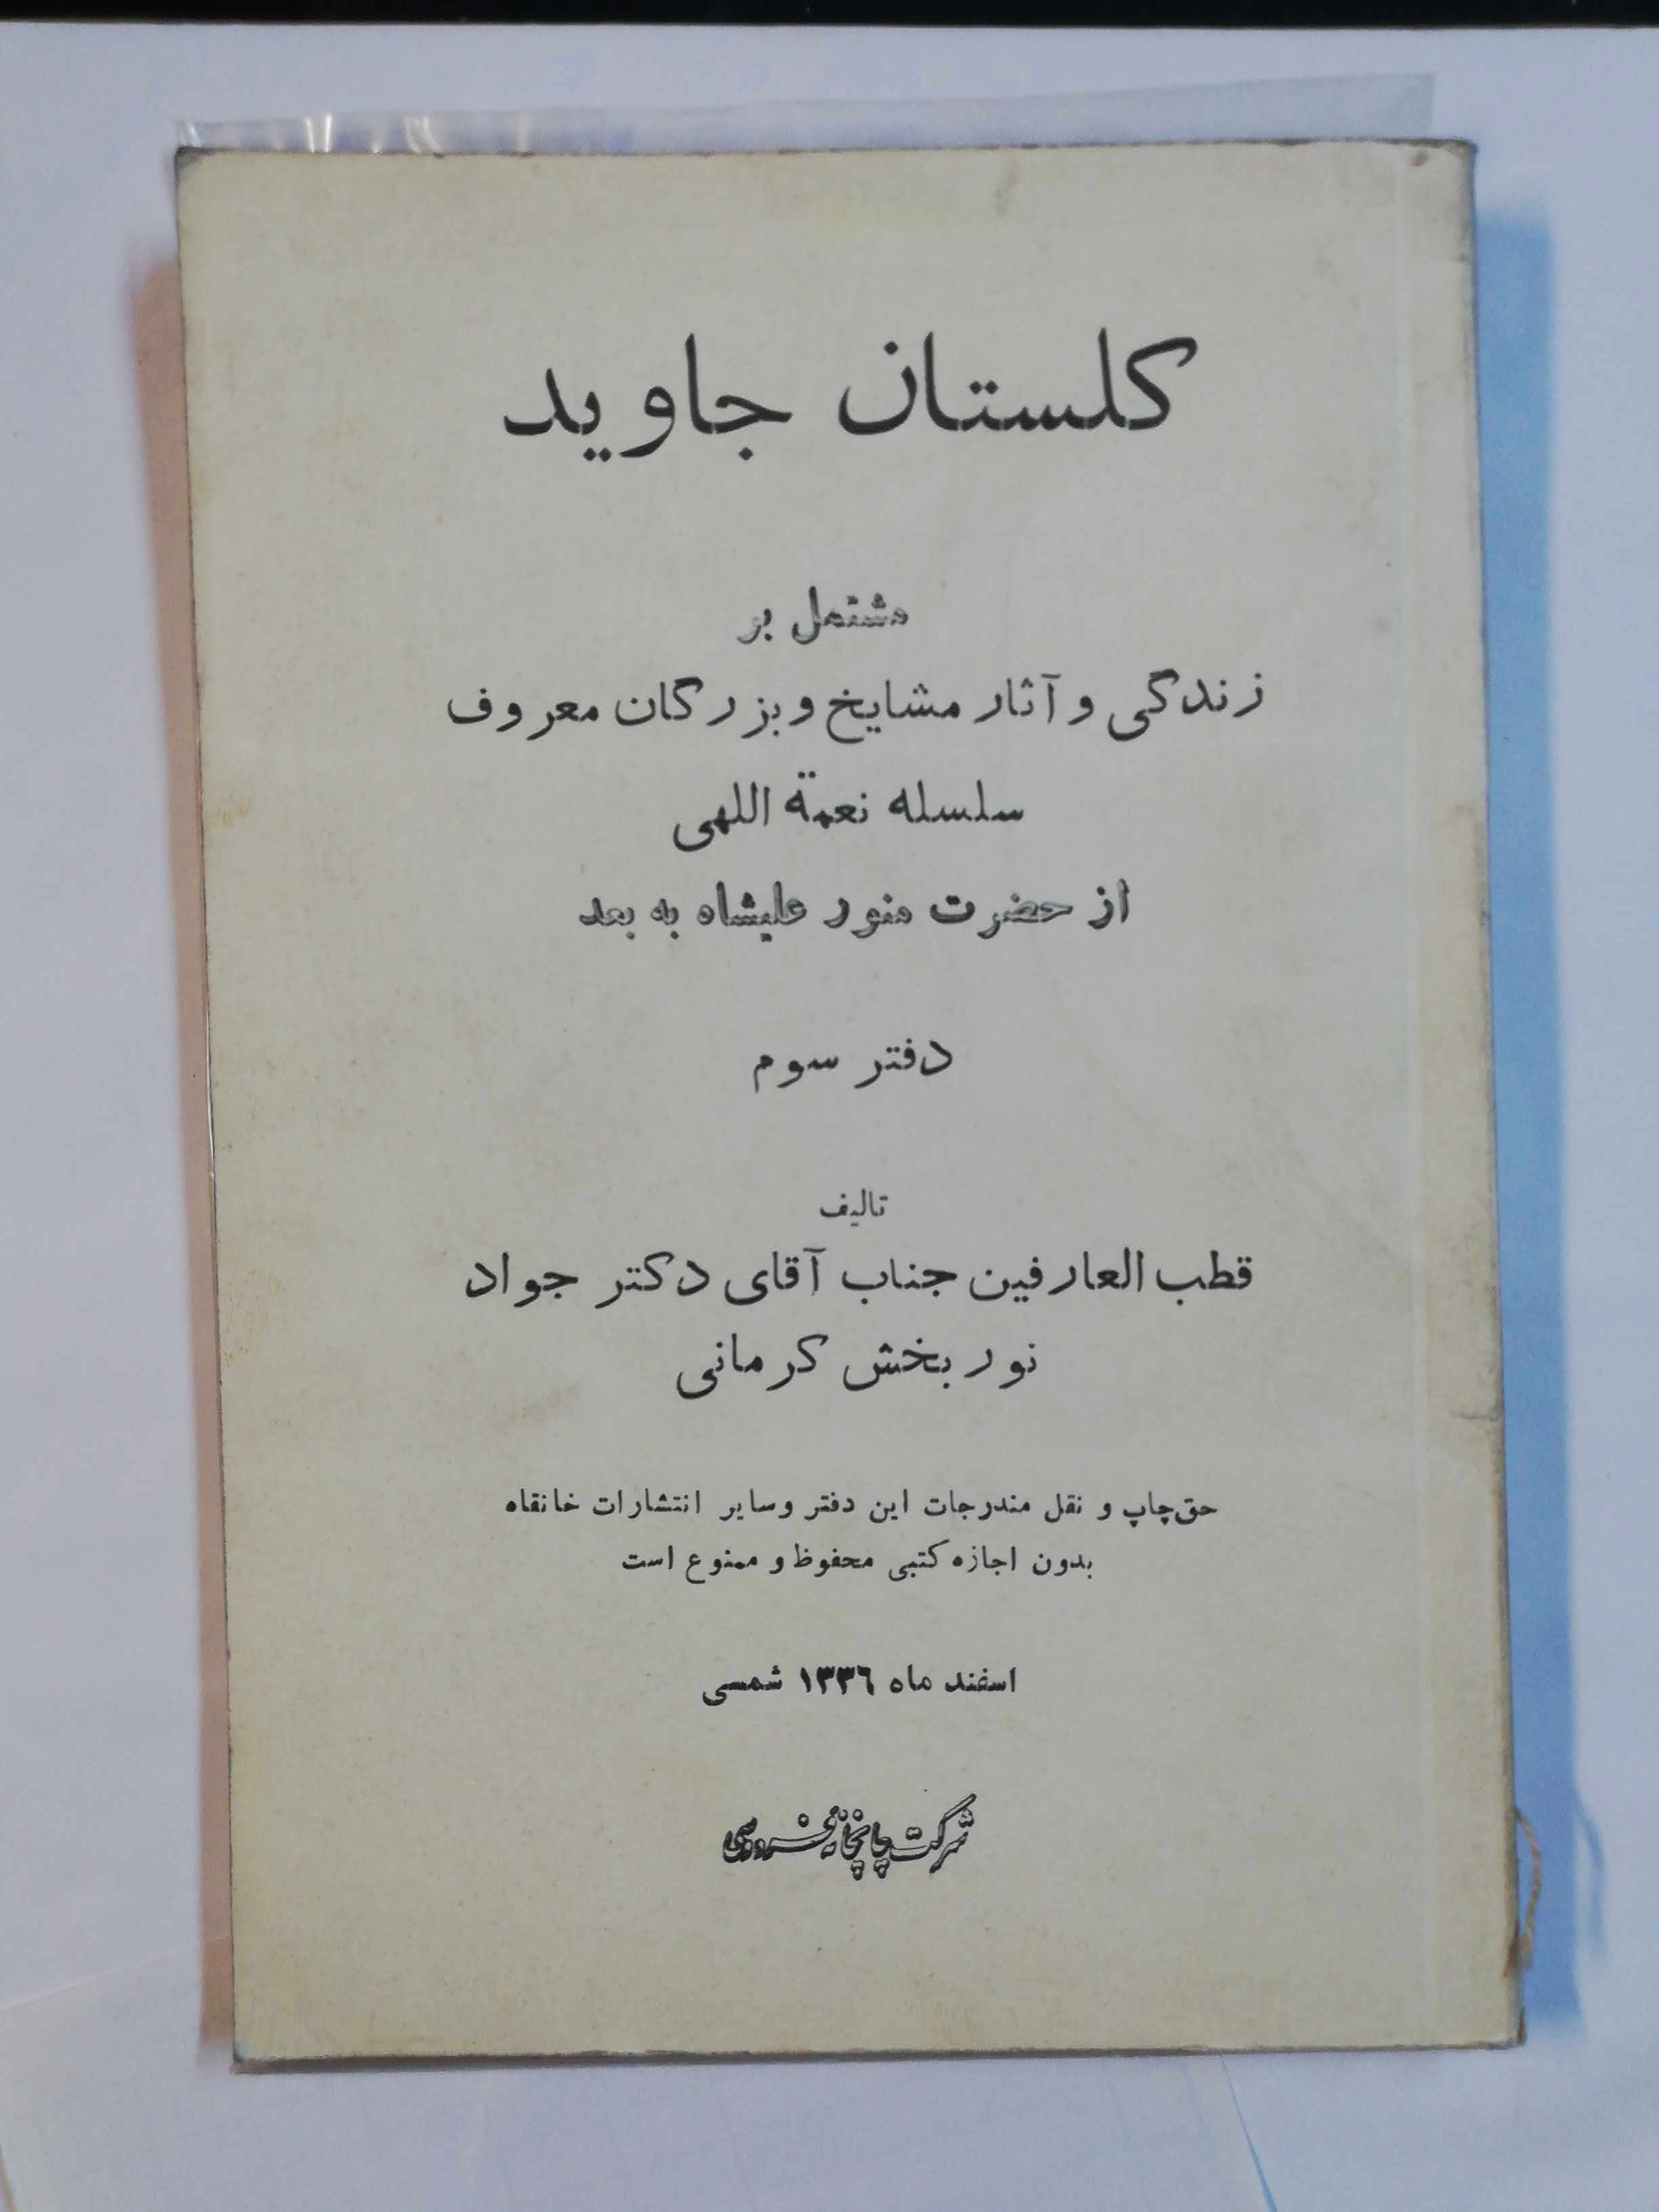 گلستان جاوید
مشتمل بر
زندگی و آثار مشایخ و بزرگان معروف
سلسله نعمة اللهی
از حضرت منور علیشاه به بعد
دفتر سوم
تالیف
قطب العارفین جناب آقای دکتر جواد
نوربخش کرمانی
حق چاپ و نقل مندرجات این دفتر و سایر انتشارات خانقاه
بدون اجازه کتبی محفوظ و ممنوع است
اسفند ماه ۱۳۳۶ شمسی
شرکت چاپخانه فردوسی